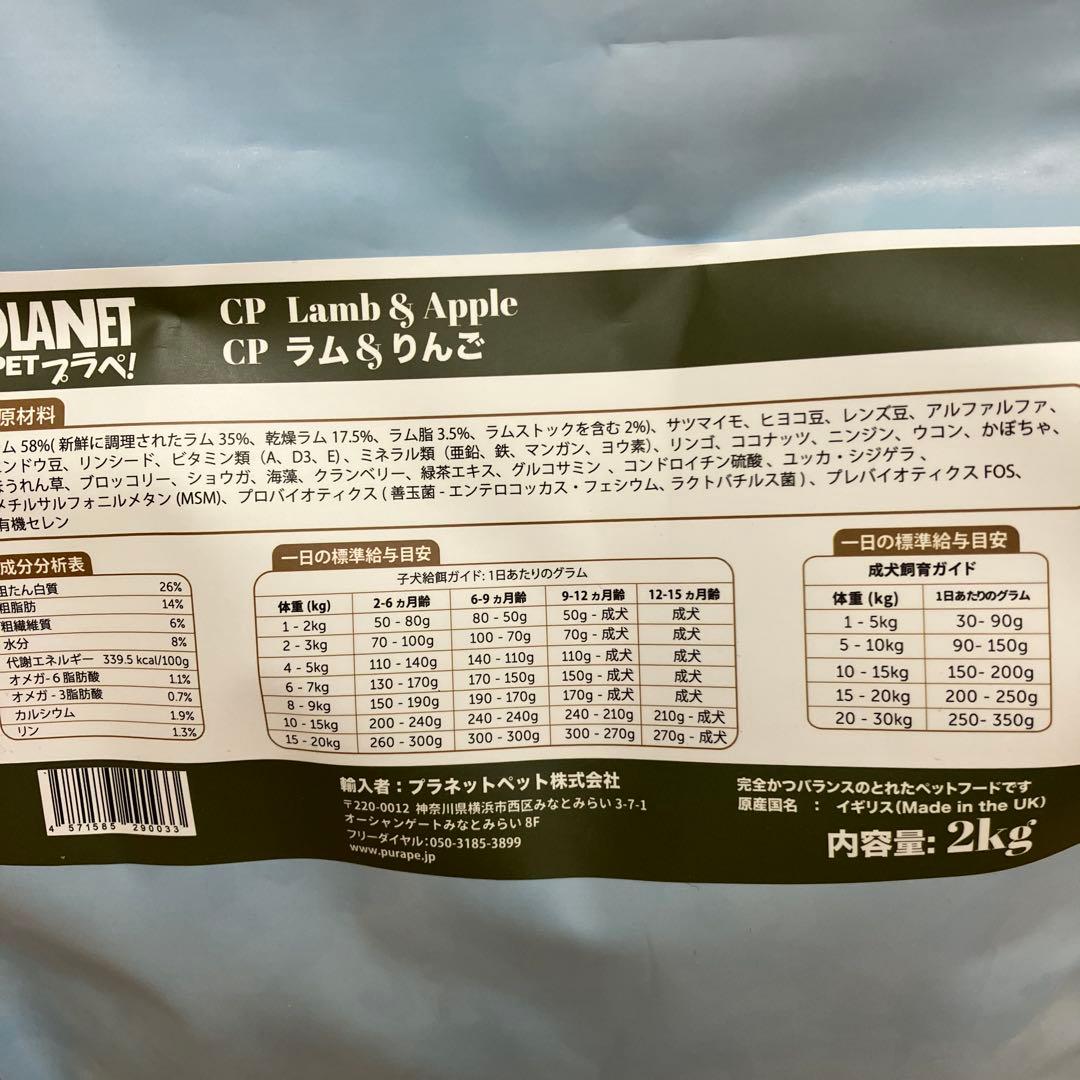 PLANET
PET プラペ!
CP Lamb & Apple
CP ラム & りんご
原材料
ム 58%( 新鮮に調理されたラム 35%、乾燥ラム 17.5%、ラム脂 3.5%、ラムストックを含む 2%)、サツマイモ、ヒヨコ豆、レンズ豆、アルファルファ、
ンドウ豆、リンシード、ビタミン類（A、D3、E）、ミネラル類（亜鉛、鉄、マンガン、ヨウ素）、リンゴ、ココナッツ、ニンジン、ウコン、かぼちゃ、
うれん草、ブロッコリー、ショウガ、海藻、クランベリー、緑茶エキス、グルコサミン 、コンドロイチン硫酸 、ユッカ・シジゲラ 、
メチルサルフォニルメタン (MSM)、プロバイオティクス ( 善玉菌 - エンテロコッカス・フェシウム、ラクトバチルス菌 ) 、プレバイオティクス FOS、
有機セレン
成分分析表
粗たん白質 26%
粗脂肪 14%
粗繊維質 6%
水分 8%
代謝エネルギー 339.5 kcal/100g
オメガ - 6 脂肪酸 1.1%
オメガ - 3脂肪酸 0.7%
カルシウム 1.9%
リン 1.3%
一日の標準給与目安
子犬給餌ガイド: 1日あたりのグラム
体重 (kg) 2-6 ヵ月齢 6-9 ヵ月齢 9-12 ヵ月齢 12-15 ヵ月齢
1 - 2kg 50 - 80g 80 - 50g 50g - 成犬 成犬
2 - 3kg 70 - 100g 100 - 70g 70g - 成犬 成犬
4 - 5kg 110 - 140g 140 - 110g 110g - 成犬 成犬
6 - 7kg 130 - 170g 170 - 150g 150g - 成犬 成犬
8 - 9kg 150 - 190g 190 - 170g 170g - 成犬 成犬
10 - 15kg 200 - 240g 240 - 240g 240 - 210g 210g - 成犬
15 - 20kg 260 - 300g 300 - 300g 300 - 270g 270g - 成犬
一日の標準給与目安
成犬飼育ガイド
体重 (kg) 1日あたりのグラム
1 - 5kg 30- 90g
5 - 10kg 90- 150g
10 - 15kg 150- 200g
15 - 20kg 200 - 250g
20 - 30kg 250- 350g
4 571585 290033
輸入者：プラネットペット株式会社
〒220-0012 神奈川県横浜市西区みなとみらい 3-7-1
オーシャンゲートみなとみらい 8F
フリーダイヤル：050-3185-3899
www.purape.jp
完全かつバランスのとれたペットフードです
原産国名 ： イギリス(Made in the UK)
内容量: 2kg